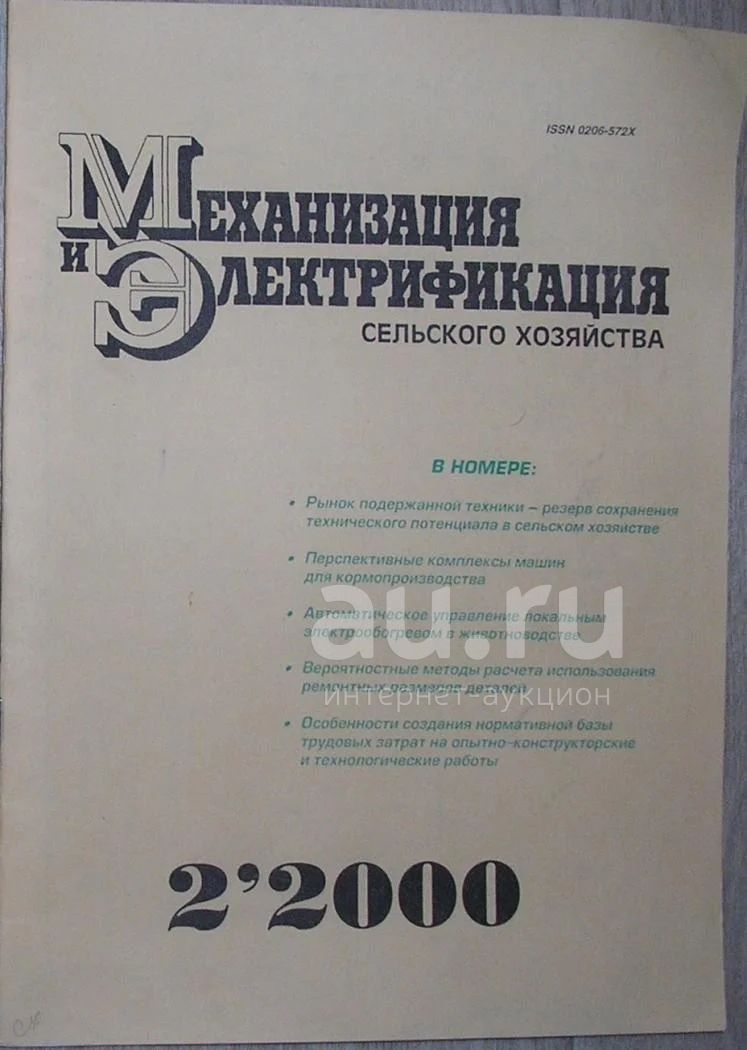 ISSN 0206-572X
МЕХАНИЗАЦИЯ
И ЭЛЕКТРИФИКАЦИЯ
СЕЛЬСКОГО ХОЗЯЙСТВА
В НОМЕРЕ:
• Рынок подержанной техники – резерв сохранения
технического потенциала в сельском хозяйстве
• Перспективные комплексы машин
для кормопроизводства
• Автоматическое управление локальным
электрообогревом в животноводстве
• Вероятностные методы расчета использования
ремонтных размеров деталей
• Особенности создания нормативной базы
трудовых затрат на опытно-конструкторские
и технологические работы
au.ru
интернет-аукцион
2'2000